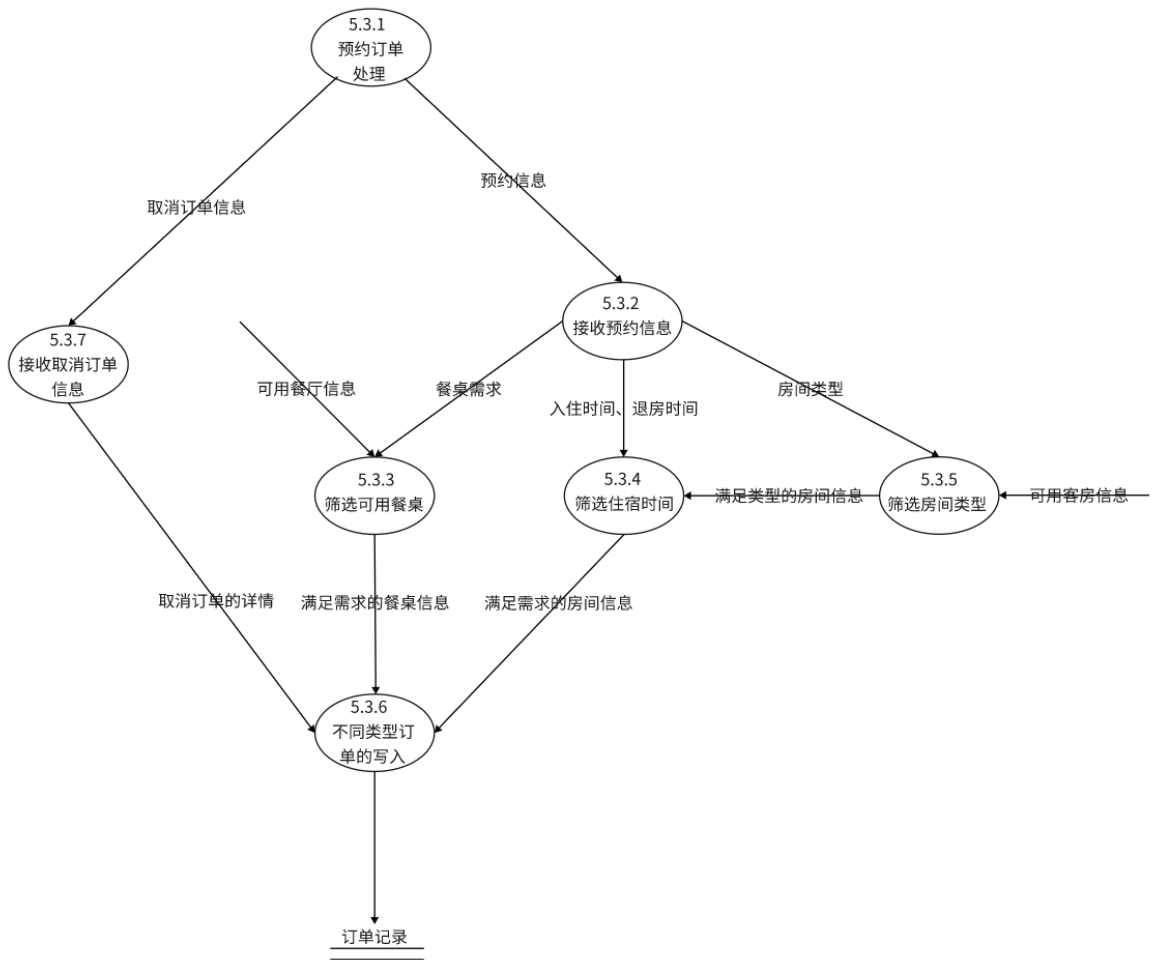 5.3.1
预约订单
处理
预约信息
取消订单信息
5.3.2
接收预约信息
5.3.7
接收取消订单
信息
可用餐厅信息
餐桌需求
房间类型
入住时间、退房时间
5.3.3
筛选可用餐桌
5.3.4
筛选住宿时间
满足类型的房间信息
5.3.5
筛选房间类型
可用客房信息
取消订单的详情
满足需求的餐桌信息
满足需求的房间信息
5.3.6
不同类型订
单的写入
订单记录